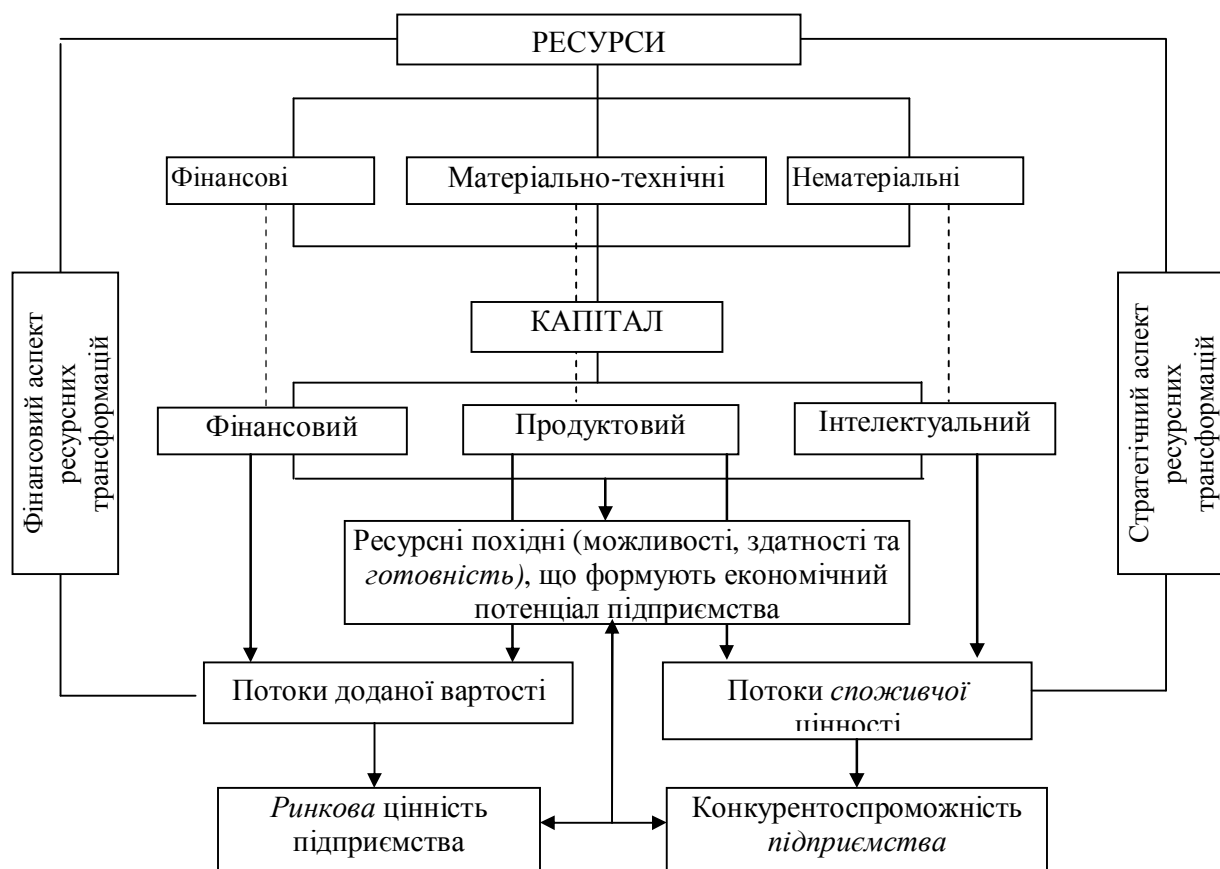 РЕСУРСИ
Фінансові
Матеріально-технічні
Нематеріальні
Фінансовий аспект
ресурсних
трансформацій
Стратегічний аспект
ресурсних
трансформацій
КАПІТАЛ
Фінансовий
Продуктовий
Інтелектуальний
Ресурсні похідні (можливості, здатності та
готовність), що формують економічний
потенціал підприємства
Потоки доданої вартості
Потоки споживчої
цінності
Ринкова цінність
підприємства
Конкурентоспроможність
підприємства